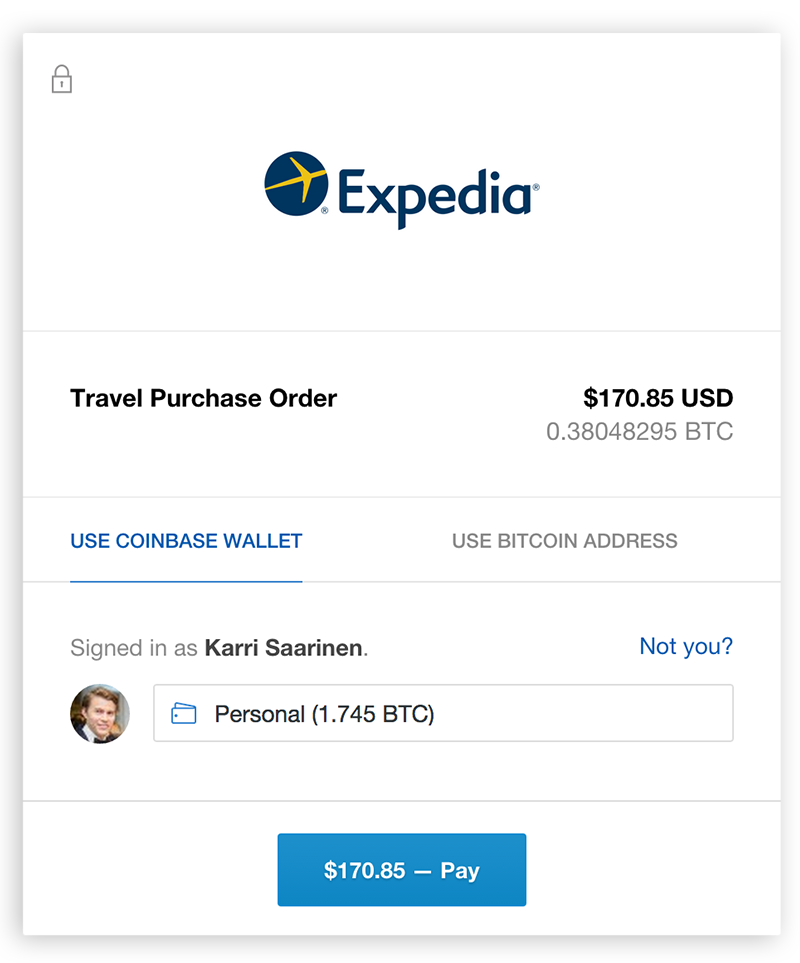 Expedia®
Travel Purchase Order
$170.85 USD
0.38048295 BTC
USE COINBASE WALLET
USE BITCOIN ADDRESS
Signed in as Karri Saarinen.
Not you?
Personal (1.745 BTC)
$170.85 — Pay